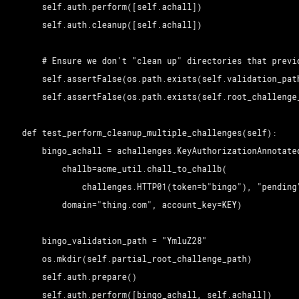 self.auth.perform([self.achall])
self.auth.cleanup([self.achall])
# Ensure we don't "clean up" directories that previo
self.assertFalse(os.path.exists(self.validation_path
self.assertFalse(os.path.exists(self.root_challenge_
def test_perform_cleanup_multiple_challenges(self):
bingo_achall = achallenges.KeyAuthorizationAnnotated
challb=acme_util.chall_to_challb(
challenges.HTTP01(token=b"bingo"), "pending"
domain="thing.com", account_key=KEY)
bingo_validation_path = "YmluZ28"
os.mkdir(self.partial_root_challenge_path)
self.auth.prepare()
self.auth.perform([bingo_achall, self.achall])